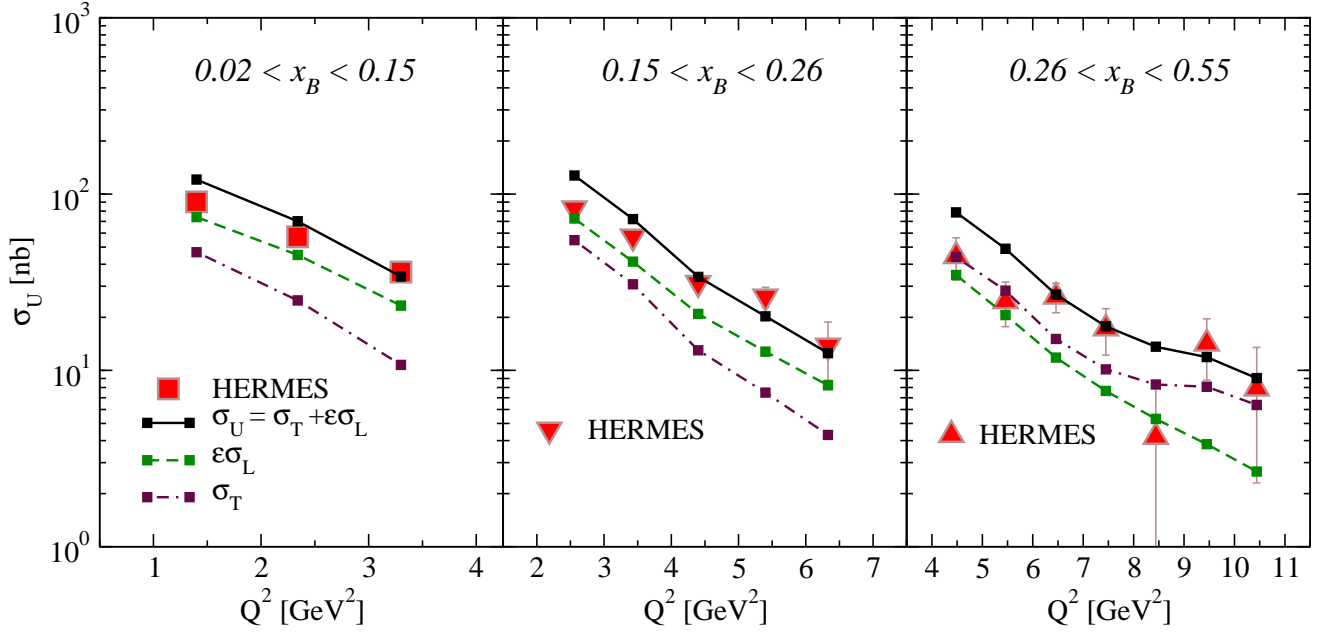 10^3
10^2
10^1
10^0
σ_U [nb]
0.02 < x_B < 0.15
HERMES
σ_U = σ_T +εσ_L
εσ_L
σ_T
1 2 3 4
Q^2 [GeV^2]
0.15 < x_B < 0.26
HERMES
2 3 4 5 6 7
Q^2 [GeV^2]
0.26 < x_B < 0.55
HERMES
4 5 6 7 8 9 10 11
Q^2 [GeV^2]